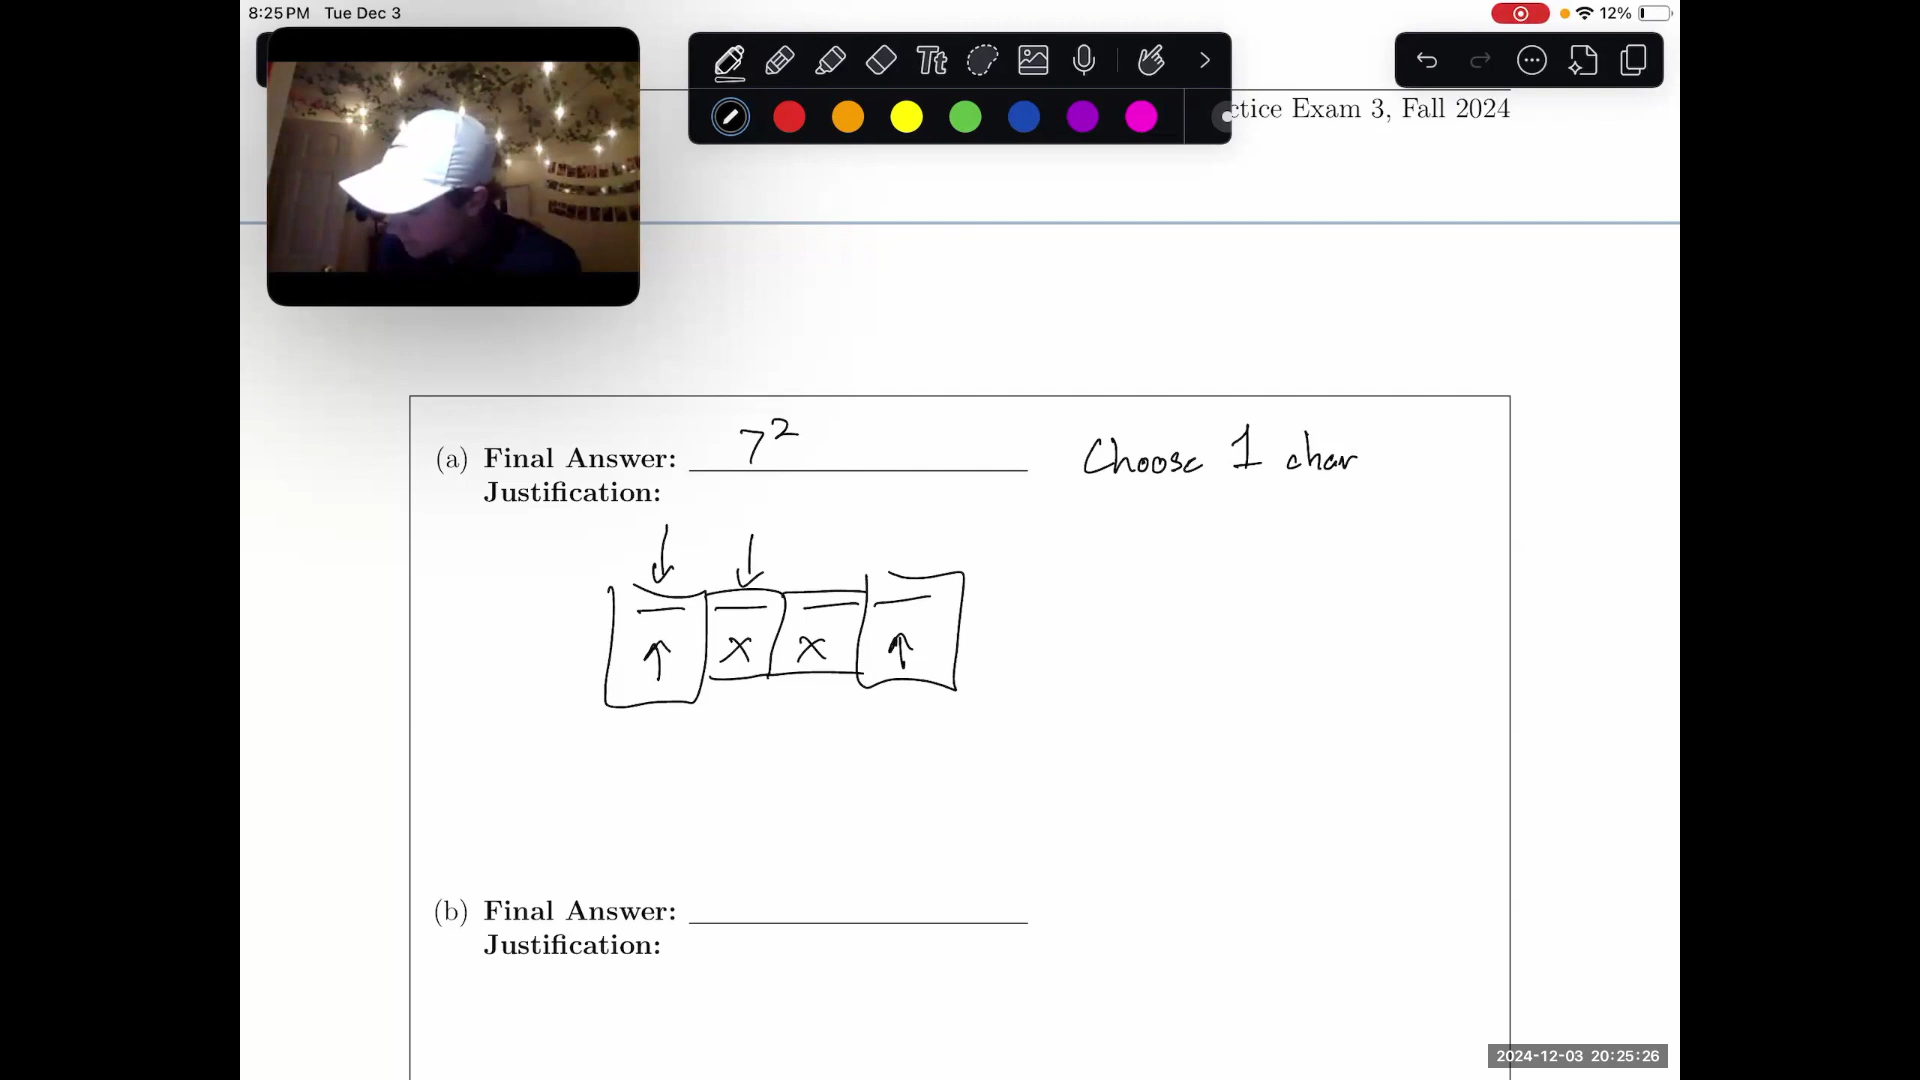 8:25 PM Tue Dec 3
12%
Tt
ctice Exam 3, Fall 2024
(a) Final Answer: 7² Choose 1 char
Justification:
x x
(b) Final Answer:
Justification:
2024-12-03 20:25:26